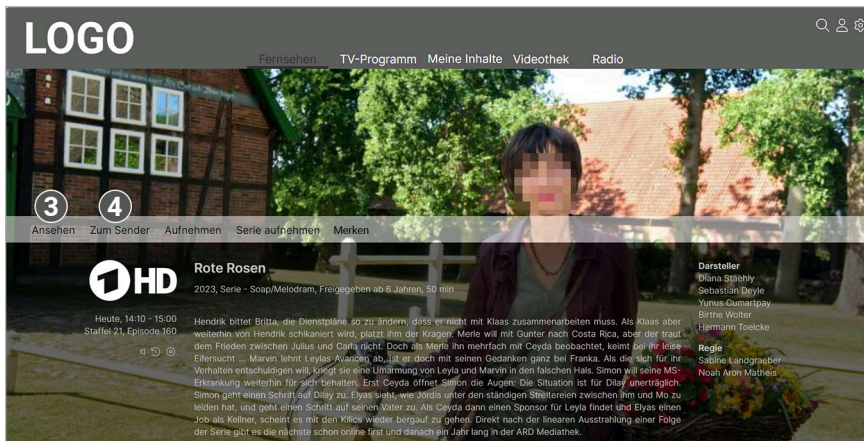 LOGO
Fernsehen TV-Programm Meine Inhalte Videothek Radio
3 4
Ansehen Zum Sender Aufnehmen Serie aufnehmen Merken
1 HD
Rote Rosen
2023, Serie - Soap/Melodram, Freigegeben ab 6 Jahren, 50 min
Heute, 14:10 - 15:00
Staffel 21, Episode 160
Hendrik bittet Britta, die Dienstpläne so zu ändern, dass er nicht mit Klaas zusammenarbeiten muss. Als Klaas aber
weiterhin von Hendrik schikaniert wird, platzt ihm der Kragen. Merle will mit Gunter nach Costa Rica, aber der traut
dem Frieden zwischen Julius und Carla nicht. Doch als Merle ihn mehrfach mit Ceyda beobachtet, keimt bei ihr leise
Eifersucht ... Marvin lehnt Leylas Avancen ab, ist er doch mit seinen Gedanken ganz bei Franka. Als die sich für ihr
Verhalten entschuldigen will, kriegt sie eine Umarmung von Leyla und Marvin in den falschen Hals. Simon will seine MS-
Erkrankung weiterhin für sich behalten. Erst Ceyda öffnet Simon die Augen: Die Situation ist für Dilay unerträglich.
Simon geht einen Schritt auf Dilay zu. Elyas sieht, wie Jördis unter den ständigen Streitereien zwischen ihm und Mo zu
leiden hat, und geht einen Schritt auf seinen Vater zu. Als Ceyda dann einen Sponsor für Leyla findet und Elyas einen
Job als Kellner, scheint es mit den Kilics wieder bergauf zu gehen. Direkt nach der linearen Ausstrahlung einer Folge
der Serie gibt es die nächste schon online first und danach ein Jahr lang in der ARD Mediathek.
Darsteller
Diana Staehly
Sebastian Deyle
Yunus Cumartpay
Birthe Wolter
Hermann Toelcke
Regie
Sabine Landgraeber
Noah Aron Matheis